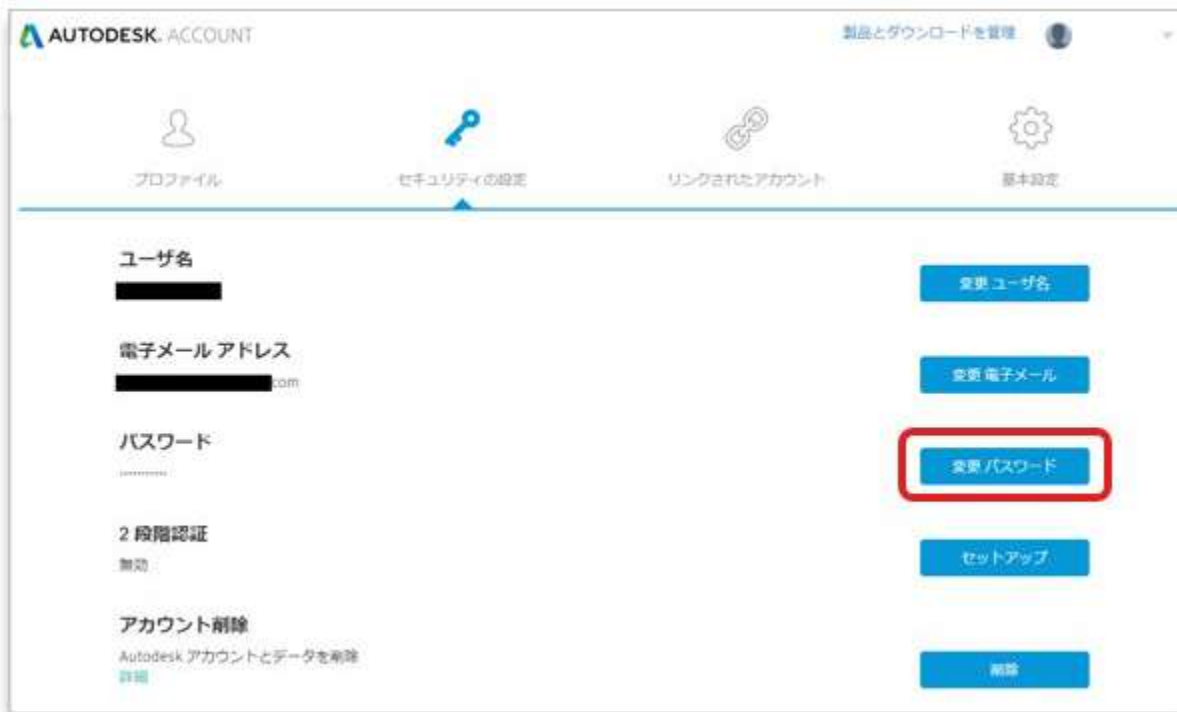 AUTODESK. ACCOUNT
製品とダウンロードを管理
プロファイル
セキュリティの設定
リンクされたアカウント
基本設定
ユーザ名
変更 ユーザ名
電子メール アドレス
com
変更 電子メール
パスワード
............
変更 パスワード
2 段階認証
無効
セットアップ
アカウント削除
Autodesk アカウントとデータを削除
詳細
削除